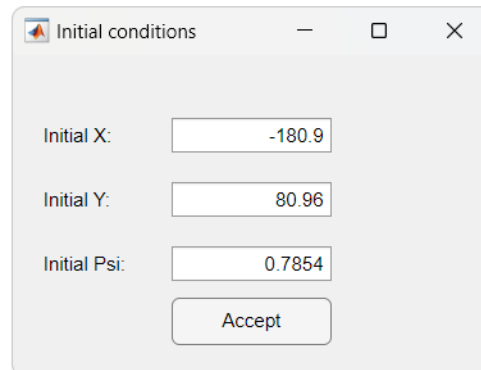 Initial conditions
Initial X: -180.9
Initial Y: 80.96
Initial Psi: 0.7854
Accept